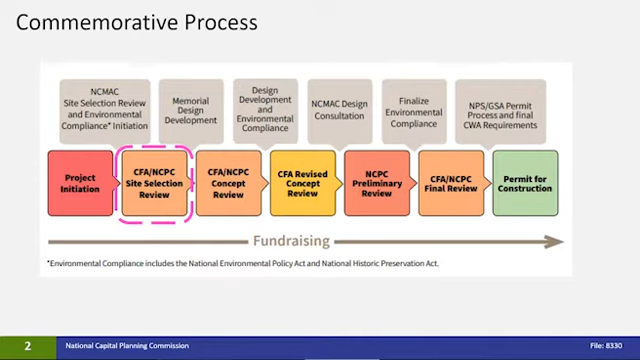 Commemorative Process
NCMAC
Site Selection Review
and Environmental
Compliance* Initiation
Memorial
Design
Development
Design
Development
and
Environmental
Compliance
NCMAC Design
Consultation
Finalize
Environmental
Compliance
NPS/GSA Permit
Process and final
CWA Requirements
Project
Initiation
CFA/NCPC
Site Selection
Review
CFA/NCPC
Concept
Review
CFA Revised
Concept
Review
NCPC
Preliminary
Review
CFA/NCPC
Final Review
Permit for
Construction
Fundraising
*Environmental Compliance includes the National Environmental Policy Act and National Historic Preservation Act.
2
National Capital Planning Commission
File: 8330